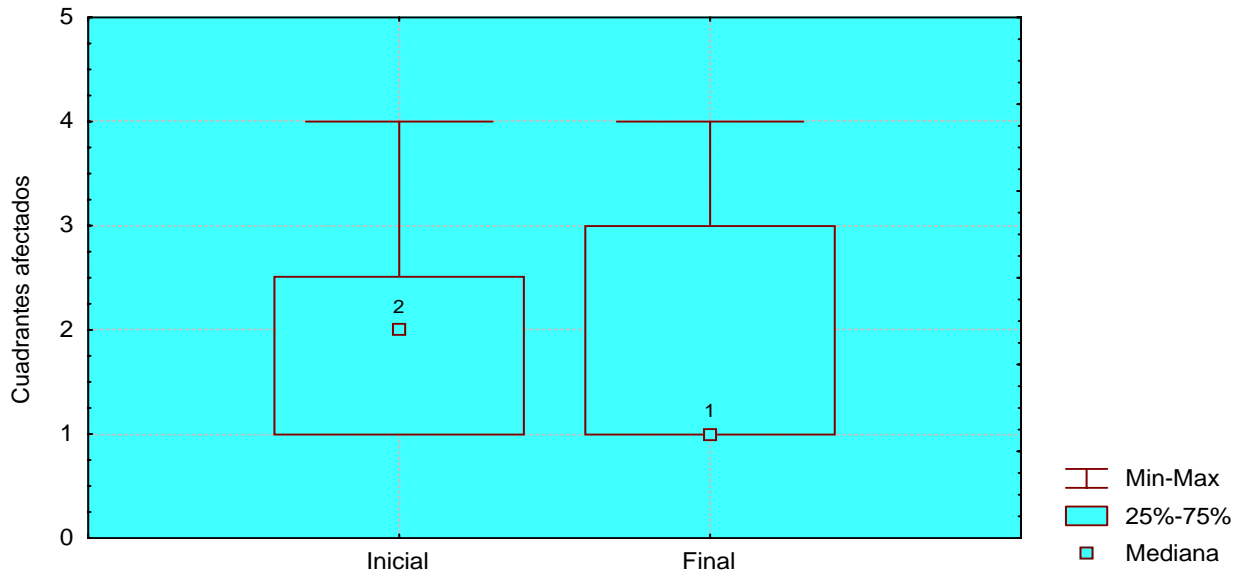 Cuadrantes afectados
5
4
3
2
1
0
2
1
Inicial
Final
Min-Max
25%-75%
Mediana